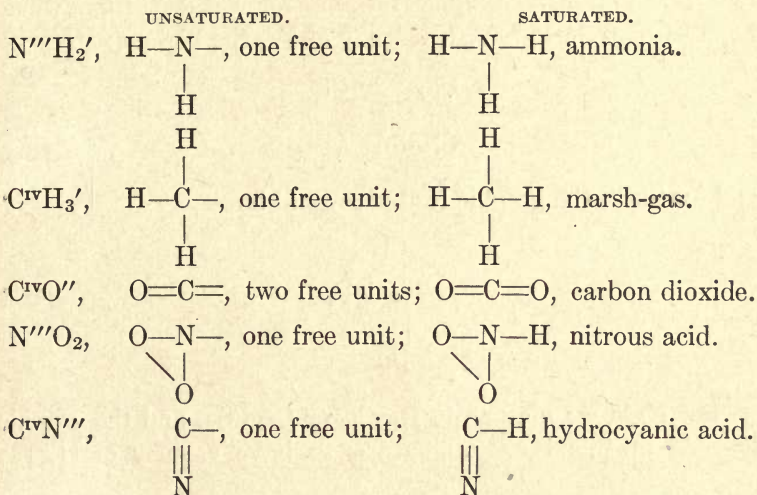 UNSATURATED. SATURATED.
N′′′H₂′, H—N—, one free unit; H—N—H, ammonia.
| |
H H
H H
| |
CᴵⱽH₃′, H—C—, one free unit; H—C—H, marsh-gas.
| |
H H
CᴵⱽO′′, O=C=, two free units; O=C=O, carbon dioxide.
N′′′O₂, O—N—, one free unit; O—N—H, nitrous acid.
\ | \ |
O O
CᴵⱽN′′′, C—, one free unit; C—H, hydrocyanic acid.
||| |||
N N